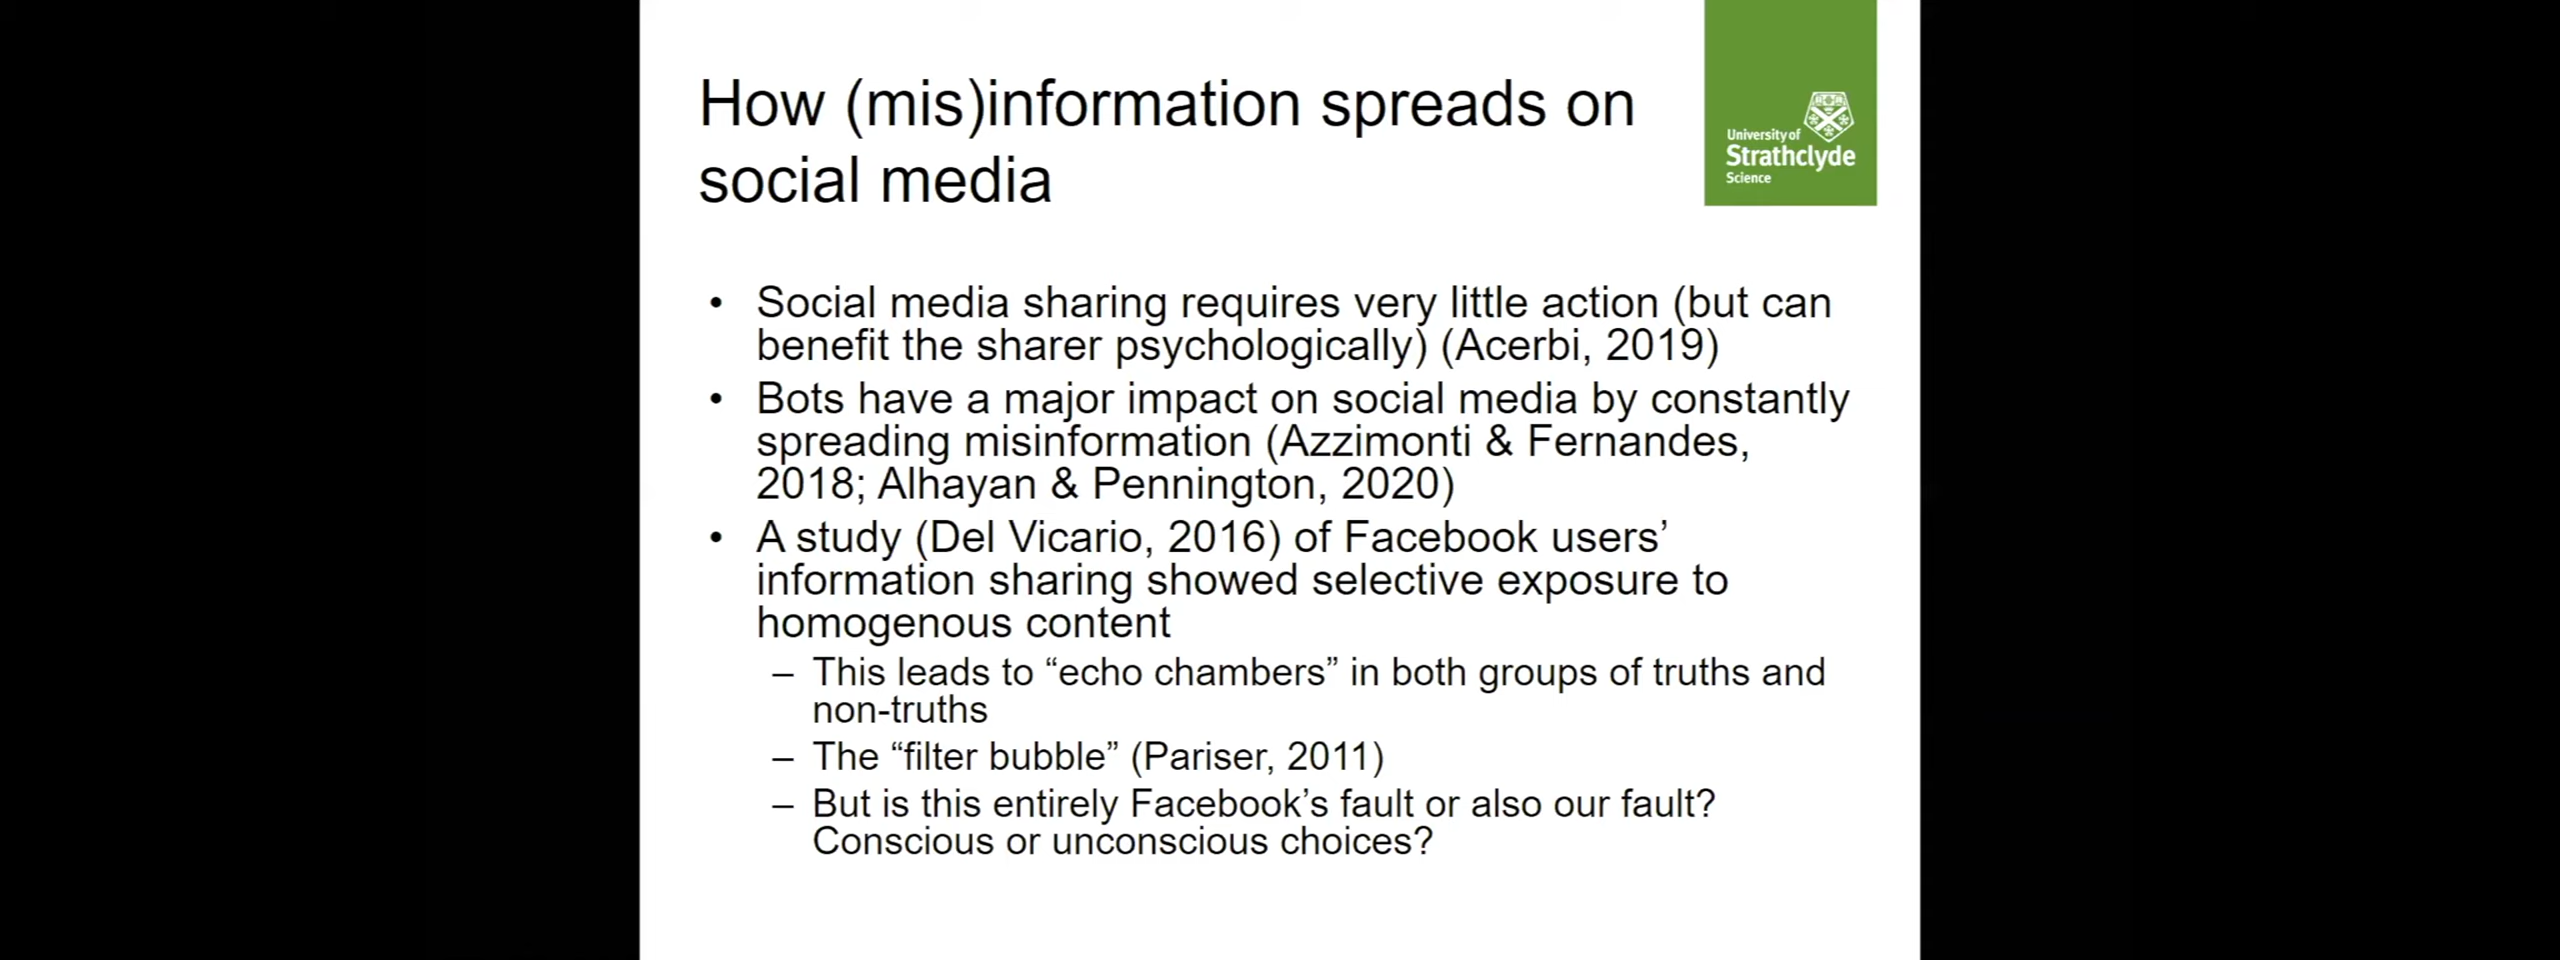 How (mis)information spreads on
social media
University of
Strathclyde
Science
• Social media sharing requires very little action (but can
benefit the sharer psychologically) (Acerbi, 2019)
• Bots have a major impact on social media by constantly
spreading misinformation (Azzimonti & Fernandes,
2018; Alhayan & Pennington, 2020)
• A study (Del Vicario, 2016) of Facebook users’
information sharing showed selective exposure to
homogenous content
– This leads to “echo chambers” in both groups of truths and
non-truths
– The “filter bubble” (Pariser, 2011)
– But is this entirely Facebook’s fault or also our fault?
Conscious or unconscious choices?